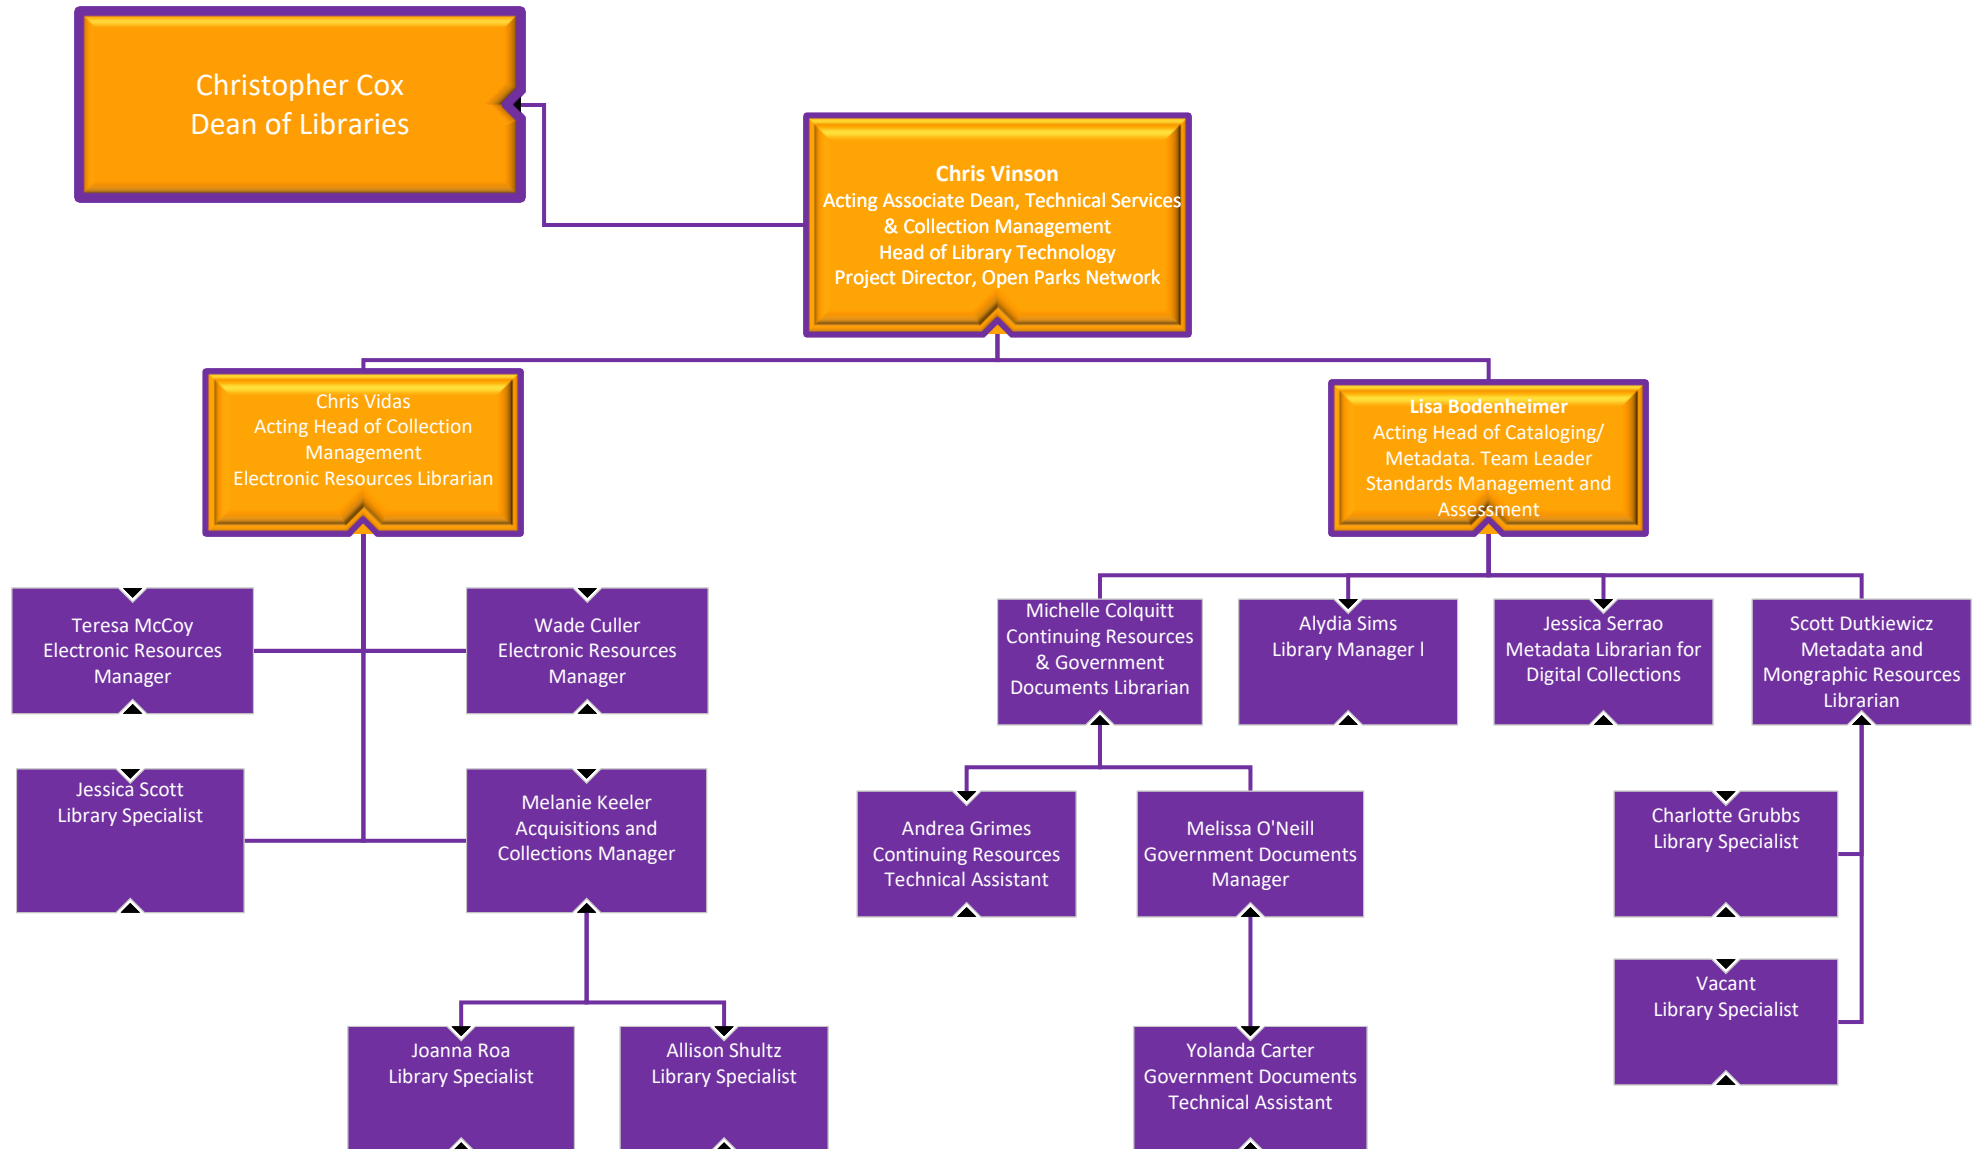 Christopher Cox
Dean of Libraries
Chris Vinson
Acting Associate Dean, Technical Services
& Collection Management
Head of Library Technology
Project Director, Open Parks Network
Chris Vidas
Acting Head of Collection
Management
Electronic Resources Librarian
Lisa Bodenheimer
Acting Head of Cataloging/
Metadata. Team Leader
Standards Management and
Assessment
Teresa McCoy
Electronic Resources
Manager
Wade Culler
Electronic Resources
Manager
Michelle Colquitt
Continuing Resources
& Government
Documents Librarian
Alydia Sims
Library Manager l
Jessica Serrao
Metadata Librarian for
Digital Collections
Scott Dutkiewicz
Metadata and
Mongraphic Resources
Librarian
Jessica Scott
Library Specialist
Melanie Keeler
Acquisitions and
Collections Manager
Andrea Grimes
Continuing Resources
Technical Assistant
Melissa O'Neill
Government Documents
Manager
Charlotte Grubbs
Library Specialist
Vacant
Library Specialist
Joanna Roa
Library Specialist
Allison Shultz
Library Specialist
Yolanda Carter
Government Documents
Technical Assistant